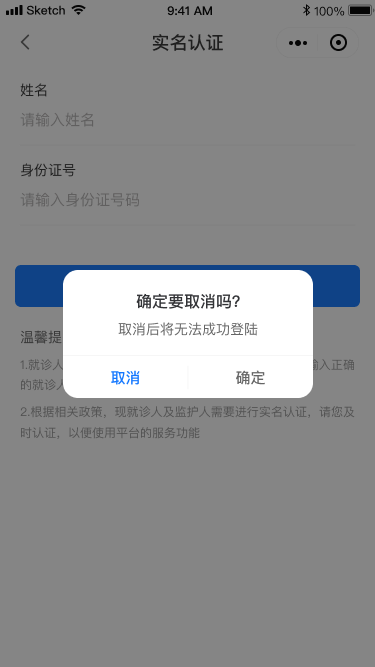 Sketch 9:41 AM 100%
实名认证
姓名
请输入姓名
身份证号
请输入身份证号码
确定要取消吗?
取消后将无法成功登陆
取消 确定
温馨提
1.就诊人 输入正确
的就诊人
2.根据相关政策，现就诊人及监护人需要进行实名认证，请您及
时认证，以便使用平台的服务功能